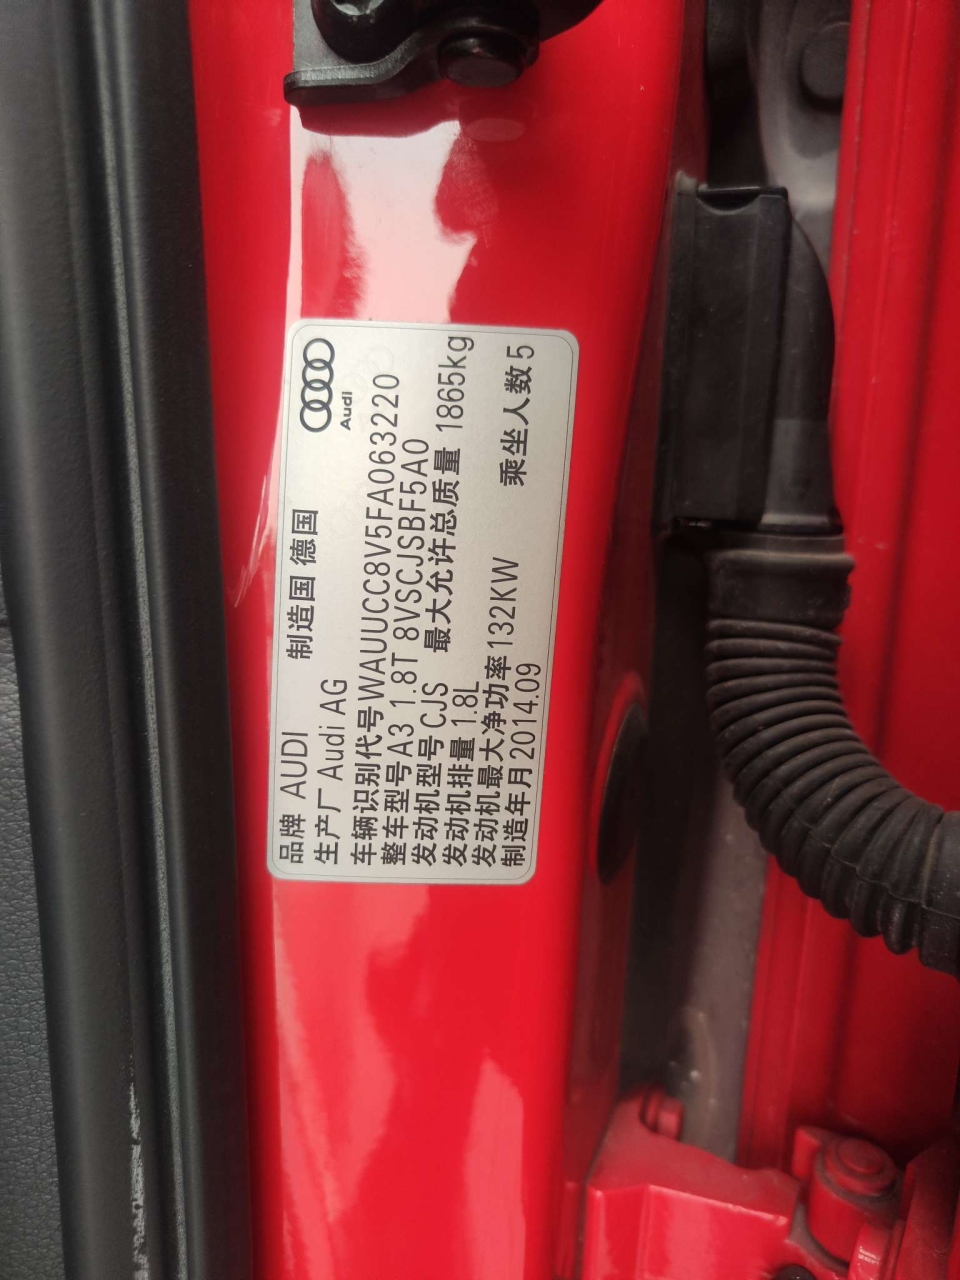 Audi
品牌 AUDI 制造国 德国
生产厂 Audi AG
车辆识别代号WAUUCC8V5FA063220
整车型号A3 1.8T 8VSCJSBF5A0
发动机型号CJS 最大允许总质量 1865kg
发动机排量 1.8L
发动机最大净功率132KW 乘坐人数5
制造年月2014.09